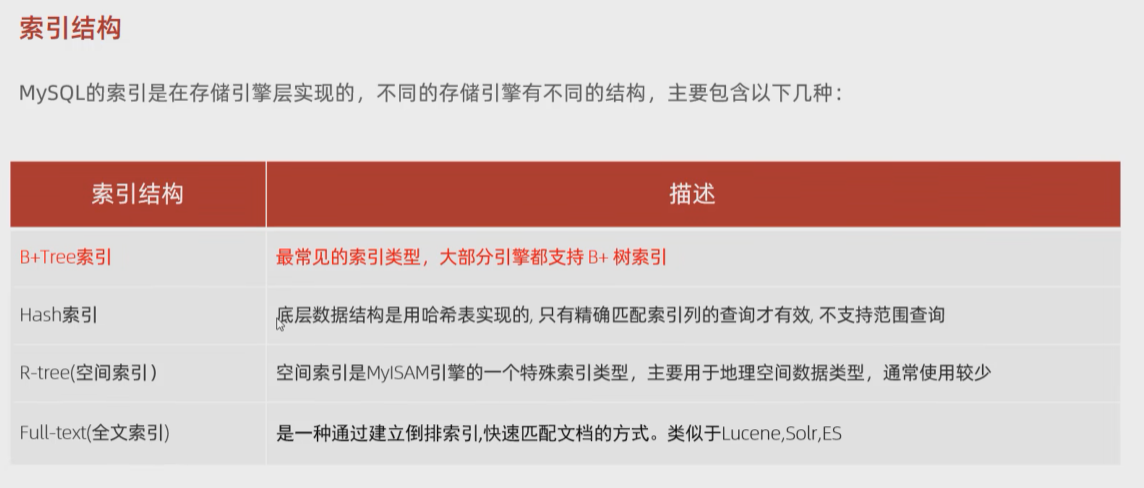 索引结构
MySQL的索引是在存储引擎层实现的，不同的存储引擎有不同的结构，主要包含以下几种：
索引结构 描述
B+Tree索引 最常见的索引类型，大部分引擎都支持 B+ 树索引
Hash索引 底层数据结构是用哈希表实现的, 只有精确匹配索引列的查询才有效, 不支持范围查询
R-tree(空间索引） 空间索引是MyISAM引擎的一个特殊索引类型，主要用于地理空间数据类型，通常使用较少
Full-text(全文索引) 是一种通过建立倒排索引,快速匹配文档的方式。类似于Lucene,Solr,ES